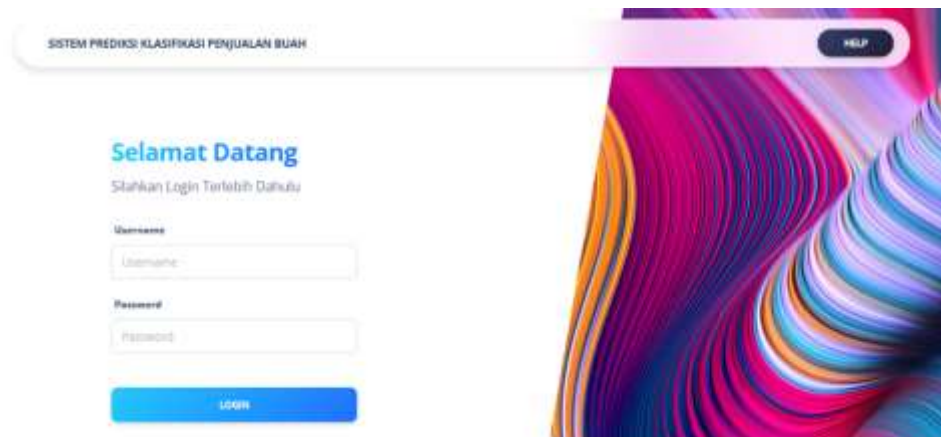 SISTEM PREDIKSI KLASIFIKASI PENJUALAN BUAH
HELP
Selamat Datang
Silahkan Login Terlebih Dahulu
Username
Username
Password
Password
LOGIN